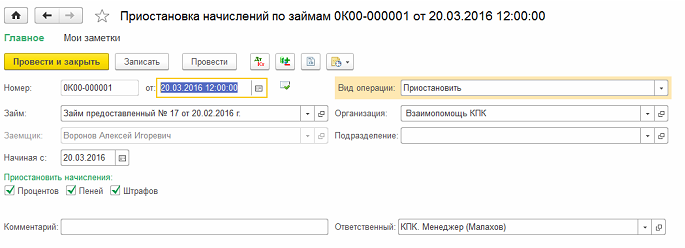 Приостановка начислений по займам 0К00-000001 от 20.03.2016 12:00:00
Главное Мои заметки
Провести и закрыть Записать Провести Дт Кт
Номер: 0К00-000001 от: 20.03.2016 12:00:00 Вид операции: Приостановить
Займ: Займ предоставленный № 17 от 20.02.2016 г. Организация: Взаимопомощь КПК
Заемщик: Воронов Алексей Игоревич Подразделение:
Начиная с: 20.03.2016
Приостановить начисления:
Процентов Пеней Штрафов
Комментарий: Ответственный: КПК. Менеджер (Малахов)